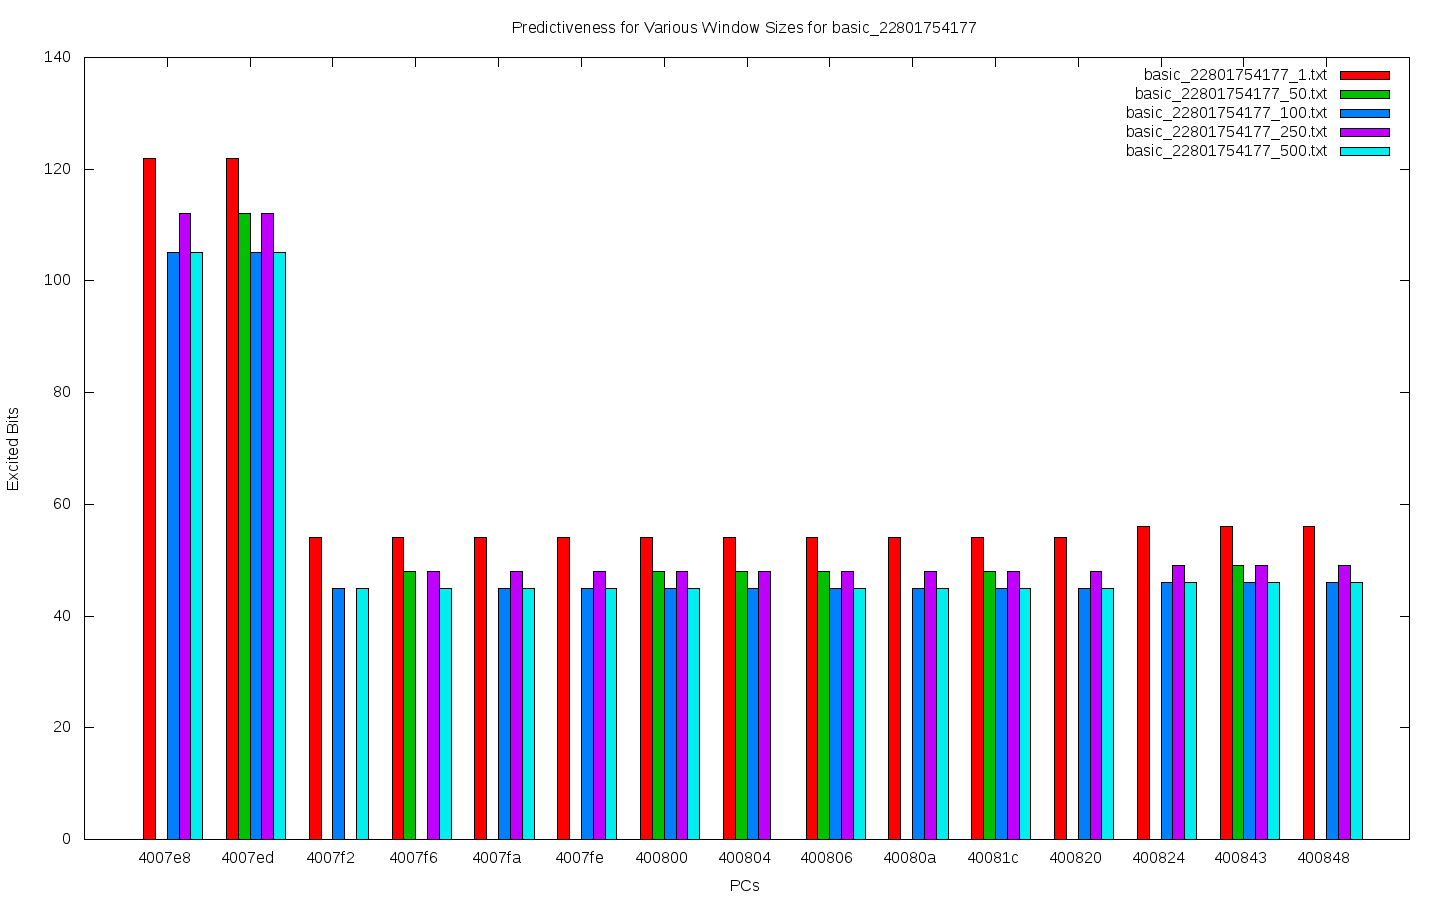 Predictiveness for Various Window Sizes for basic_22801754177
140
120
100
80
60
40
20
0
Excited Bits
basic_22801754177_1.txt
basic_22801754177_50.txt
basic_22801754177_100.txt
basic_22801754177_250.txt
basic_22801754177_500.txt
4007e8 4007ed 4007f2 4007f6 4007fa 4007fe 400800 400804 400806 40080a 40081c 400820 400824 400843 400848
PCs